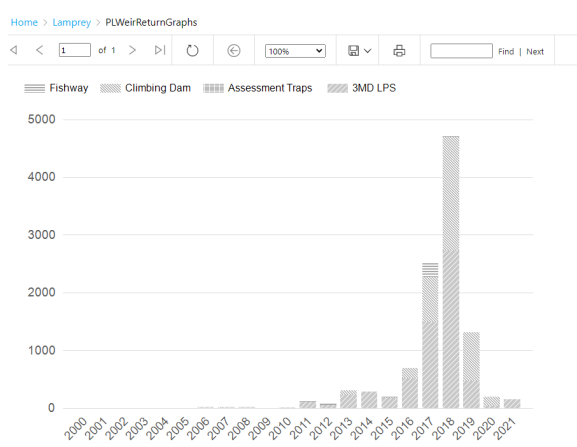 Home > Lamprey > PLWeirReturnGraphs
1 of 1 > 100% Find | Next
Fishway Climbing Dam Assessment Traps 3MD LPS
5000
4000
3000
2000
1000
0
2000 2001 2002 2003 2004 2005 2006 2007 2008 2009 2010 2011 2012 2013 2014 2015 2016 2017 2018 2019 2020 2021